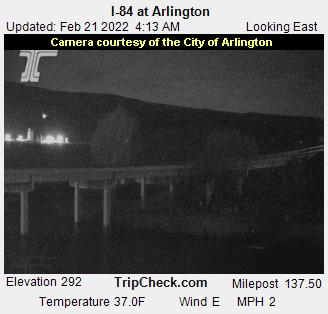 I-84 at Arlington
Updated: Feb 21 2022 4:13 AM Looking East
Camera courtesy of the City of Arlington
Elevation 292 TripCheck.com Milepost 137.50
Temperature 37.0F Wind E MPH 2